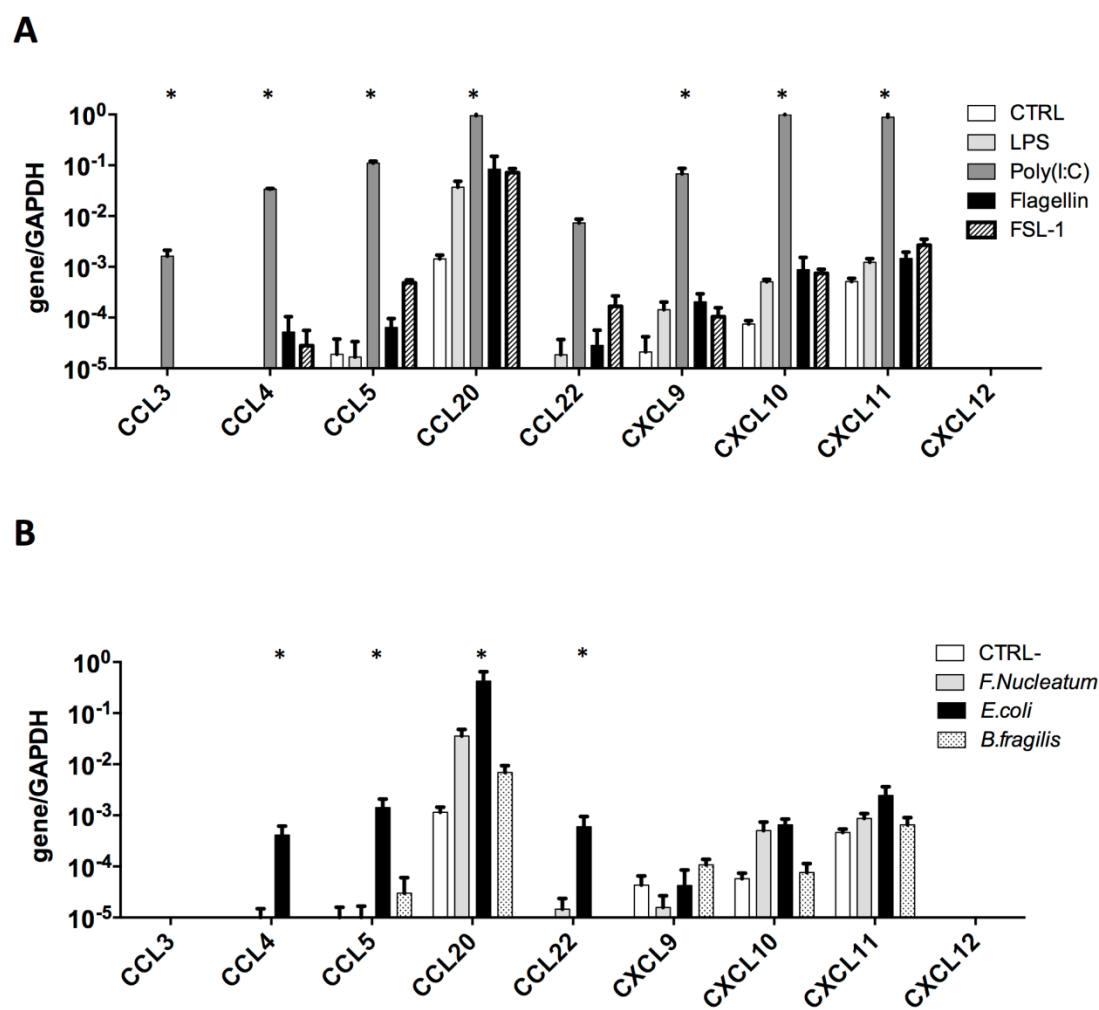 A
* * * * * * *
10^0
10^-1
10^-2
10^-3
10^-4
10^-5
gene/GAPDH
CTRL
LPS
Poly(I:C)
Flagellin
FSL-1
CCL3 CCL4 CCL5 CCL20 CCL22 CXCL9 CXCL10 CXCL11 CXCL12
B
* * * *
10^0
10^-1
10^-2
10^-3
10^-4
10^-5
gene/GAPDH
CTRL-
F.Nucleatum
E.coli
B.fragilis
CCL3 CCL4 CCL5 CCL20 CCL22 CXCL9 CXCL10 CXCL11 CXCL12